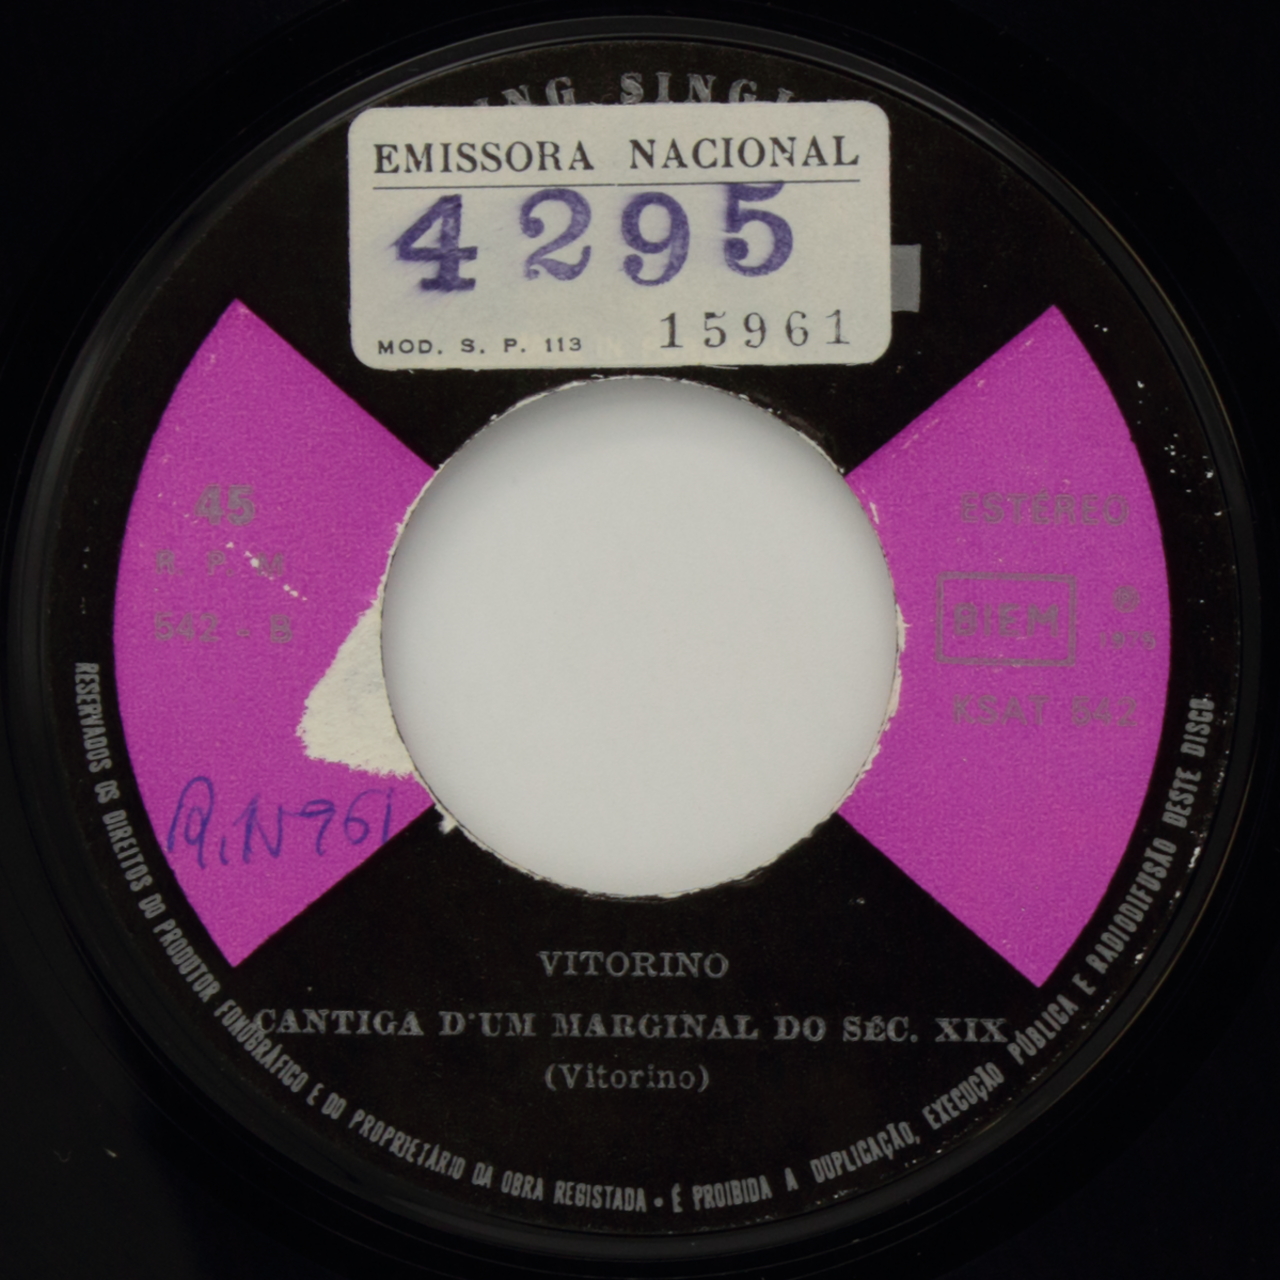 SING
EMISSORA NACIONAL
4295
MOD. S. P. 113 15961
45
R. P. M.
542 - B
ESTÉREO
BIEM
℗
1975
KSAT 542
VITORINO
CANTIGA D'UM MARGINAL DO SÉC. XIX
(Vitorino)
RESERVADOS OS DIREITOS DO PRODUTOR FONOGRÁFICO E DO PROPRIETÁRIO DA OBRA REGISTADA • É PROIBIDA A DUPLICAÇÃO, EXECUÇÃO PÚBLICA E RADIODIFUSÃO DESTE DISCO